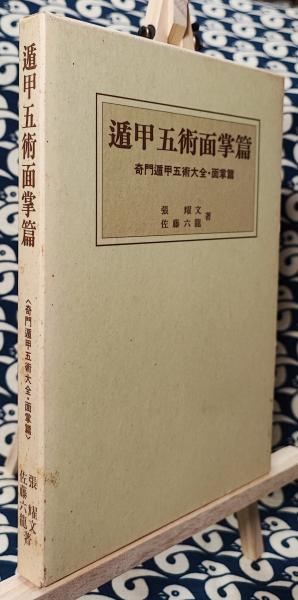 遁甲五術面掌篇
奇門遁甲五術大全・面掌篇
張耀文
佐藤六龍
著
遁甲五術面掌篇
〈奇門遁甲五術大全・面掌篇〉
張耀文
佐藤六龍著